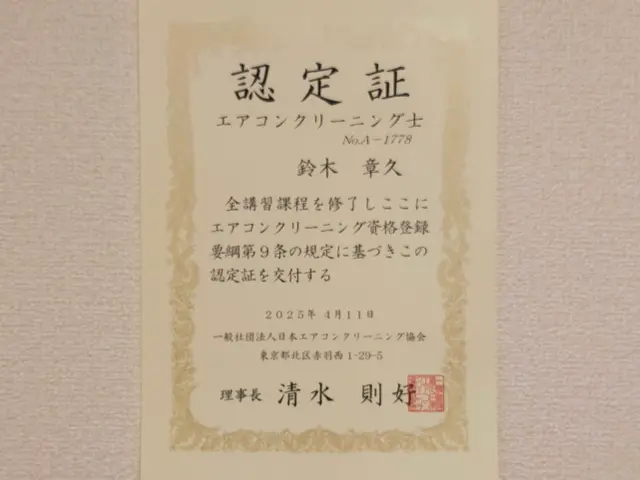 認定証
エアコンクリーニング士
No.A-1778
鈴木 章久
全講習課程を修了しここに
エアコンクリーニング資格登録
要綱第9条の規定に基づきこの
認定証を交付する
2025年 4月11日
一般社団法人日本エアコンクリーニング協会
東京都北区赤羽西1-29-5
理事長 清水 則好